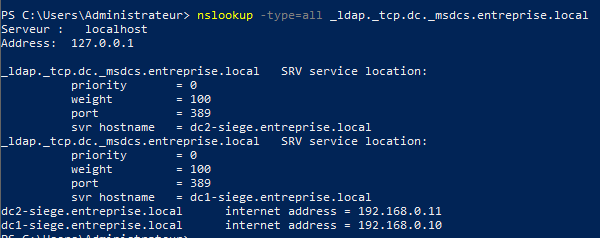 PS C:\Users\Administrateur> nslookup -type=all _ldap._tcp.dc._msdcs.entreprise.local
Serveur :   localhost
Address:  127.0.0.1
_ldap._tcp.dc._msdcs.entreprise.local   SRV service location:
priority       = 0
weight         = 100
port           = 389
svr hostname   = dc2-siege.entreprise.local
_ldap._tcp.dc._msdcs.entreprise.local   SRV service location:
priority       = 0
weight         = 100
port           = 389
svr hostname   = dc1-siege.entreprise.local
dc2-siege.entreprise.local      internet address = 192.168.0.11
dc1-siege.entreprise.local      internet address = 192.168.0.10
PS C:\Users\Administrateur>